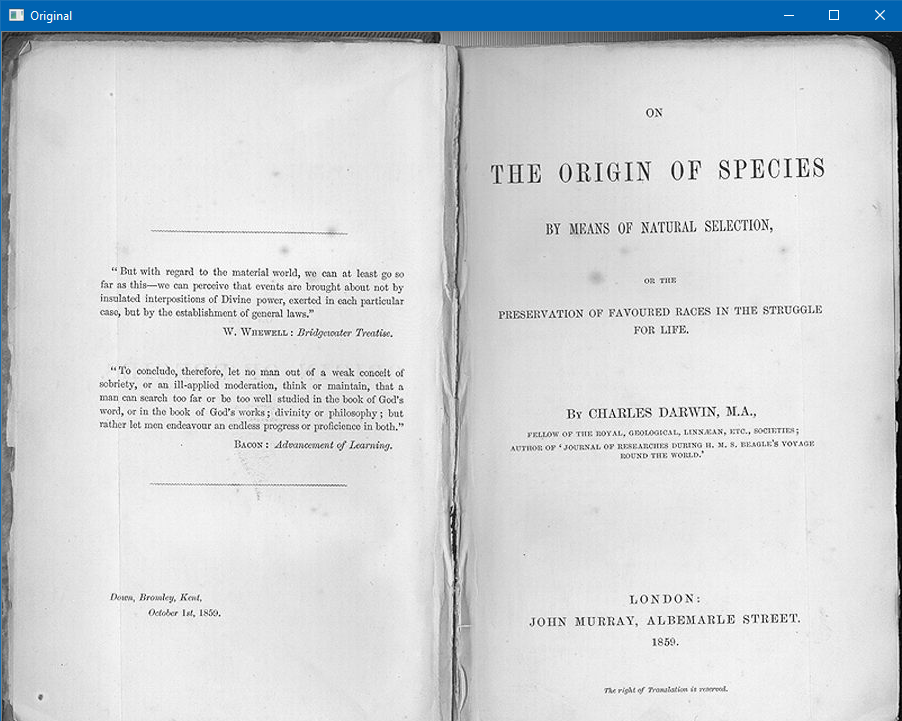 Original
“But with regard to the material world, we can at least go so
far as this—we can perceive that events are brought about not by
insulated interpositions of Divine power, exerted in each particular
case, but by the establishment of general laws.”
W. WHEWELL: Bridgewater Treatise.
“To conclude, therefore, let no man out of a weak conceit of
sobriety, or an ill-applied moderation, think or maintain, that a
man can search too far or be too well studied in the book of God's
word, or in the book of God's works; divinity or philosophy; but
rather let men endeavour an endless progress or proficience in both.”
BACON: Advancement of Learning.
Down, Bromley, Kent,
October 1st, 1859.
ON
THE ORIGIN OF SPECIES
BY MEANS OF NATURAL SELECTION,
OR THE
PRESERVATION OF FAVOURED RACES IN THE STRUGGLE
FOR LIFE.
BY CHARLES DARWIN, M.A.,
FELLOW OF THE ROYAL, GEOLOGICAL, LINNÆAN, ETC., SOCIETIES;
AUTHOR OF ‘JOURNAL OF RESEARCHES DURING H. M. S. BEAGLE'S VOYAGE
ROUND THE WORLD.’
LONDON:
JOHN MURRAY, ALBEMARLE STREET.
1859.
The right of Translation is reserved.